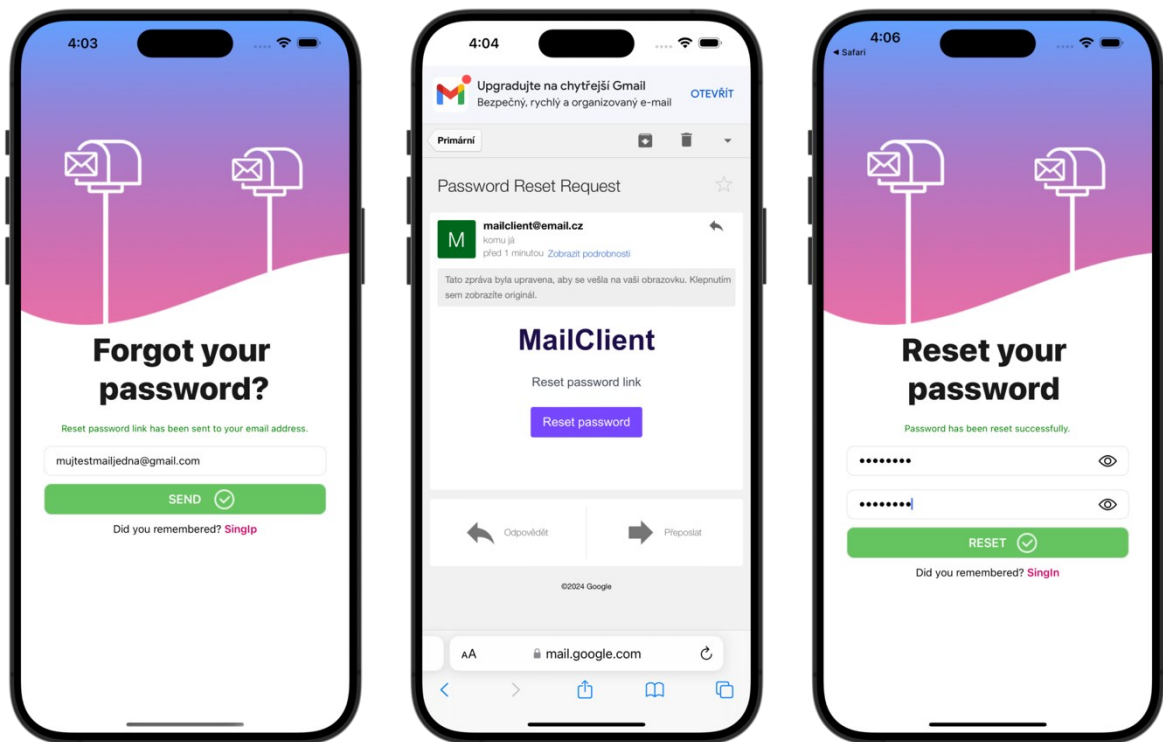 4:03
Forgot your
password?
Reset password link has been sent to your email address.
mujtestmailjedna@gmail.com
SEND
Did you remembered? SingIp
4:04
Upgradujte na chytřejší Gmail
Bezpečný, rychlý a organizovaný e-mail
OTEVŘÍT
Primární
Password Reset Request
M
mailclient@email.cz
komu já
před 1 minutou Zobrazit podrobnosti
Tato zpráva byla upravena, aby se vešla na vaši obrazovku. Klepnutím
sem zobrazíte originál.
MailClient
Reset password link
Reset password
Odpovědět
Přeposlat
©2024 Google
AA
mail.google.com
4:06
Safari
Reset your
password
Password has been reset successfully.
RESET
Did you remembered? SingIn